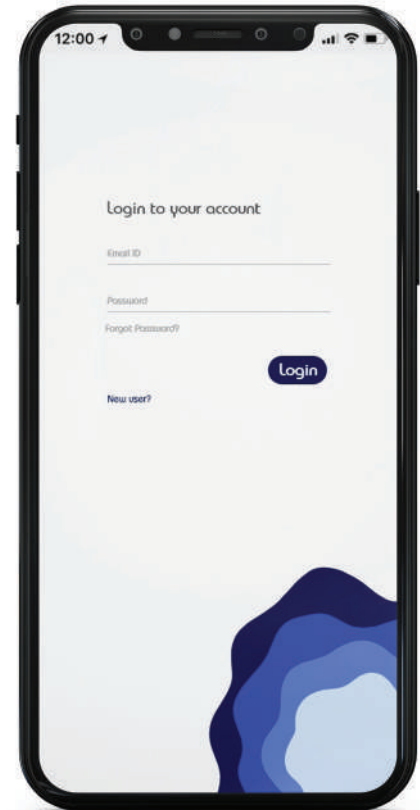 12:00
Login to your account
Email ID
Password
Forgot Password?
Login
New user?